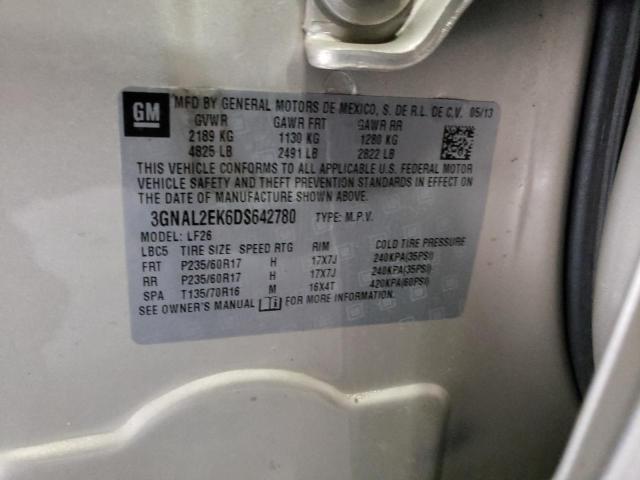 GM
MFD BY GENERAL MOTORS DE MEXICO, S. DE R.L. DE C.V. 05/13
GVWR GAWR FRT GAWR RR
2189 KG 1130 KG 1280 KG
4825 LB 2491 LB 2822 LB
THIS VEHICLE CONFORMS TO ALL APPLICABLE U.S. FEDERAL MOTOR
VEHICLE SAFETY AND THEFT PREVENTION STANDARDS IN EFFECT ON
THE DATE OF MANUFACTURE SHOWN ABOVE.
3GNAL2EK6DS642780 TYPE: M.P.V.
MODEL: LF26
LBC5 TIRE SIZE SPEED RTG RIM COLD TIRE PRESSURE
FRT P235/60R17 H 17X7J 240KPA(35PSI)
RR P235/60R17 H 17X7J 240KPA(35PSI)
SPA T135/70R16 M 16X4T 420KPA(60PSI)
SEE OWNER'S MANUAL FOR MORE INFORMATION.